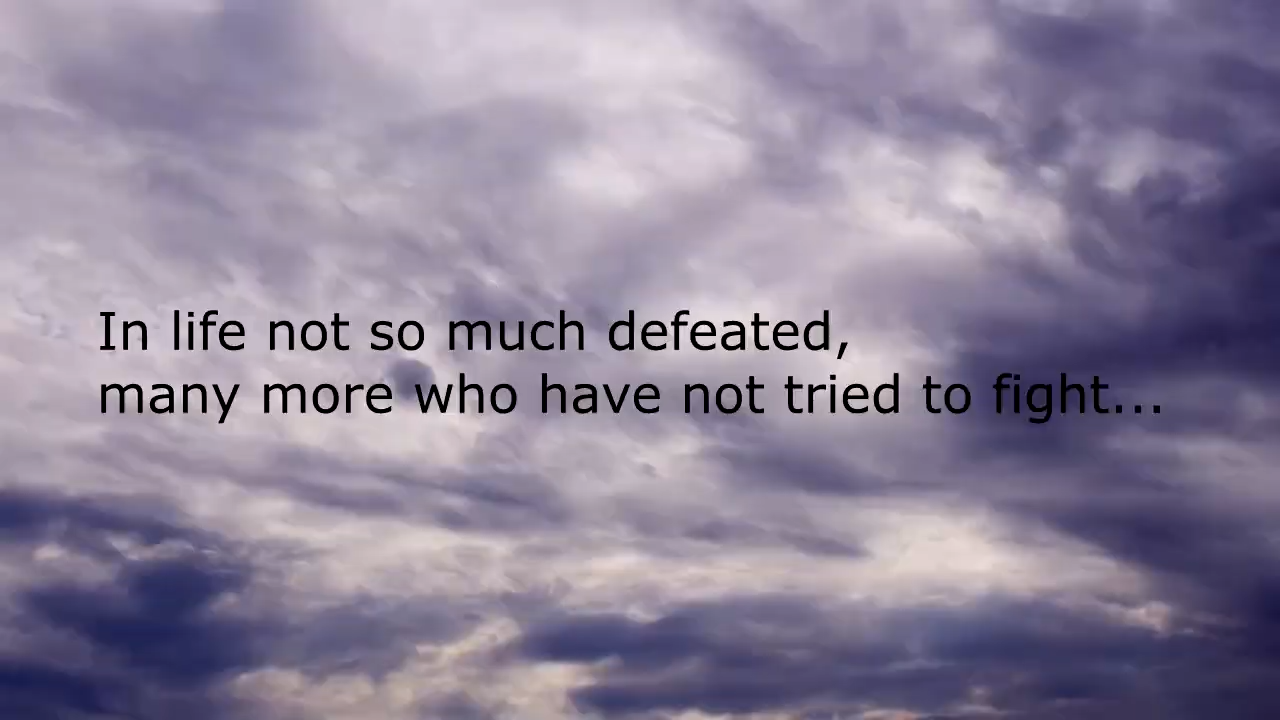 In life not so much defeated,
many more who have not tried to fight...